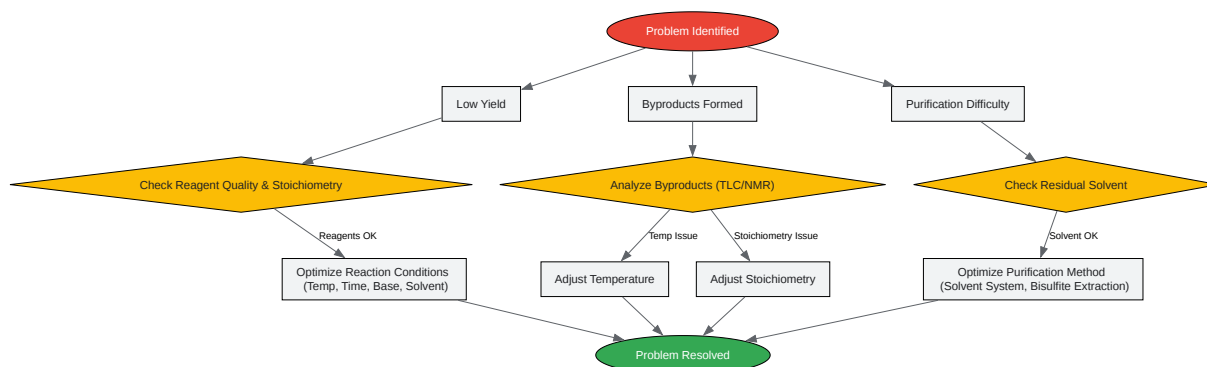 Problem Identified
Low Yield
Byproducts Formed
Purification Difficulty
Check Reagent Quality & Stoichiometry
Analyze Byproducts (TLC/NMR)
Check Residual Solvent
Reagents OK
Temp Issue
Stoichiometry Issue
Solvent OK
Optimize Reaction Conditions
(Temp, Time, Base, Solvent)
Adjust Temperature
Adjust Stoichiometry
Optimize Purification Method
(Solvent System, Bisulfite Extraction)
Problem Resolved